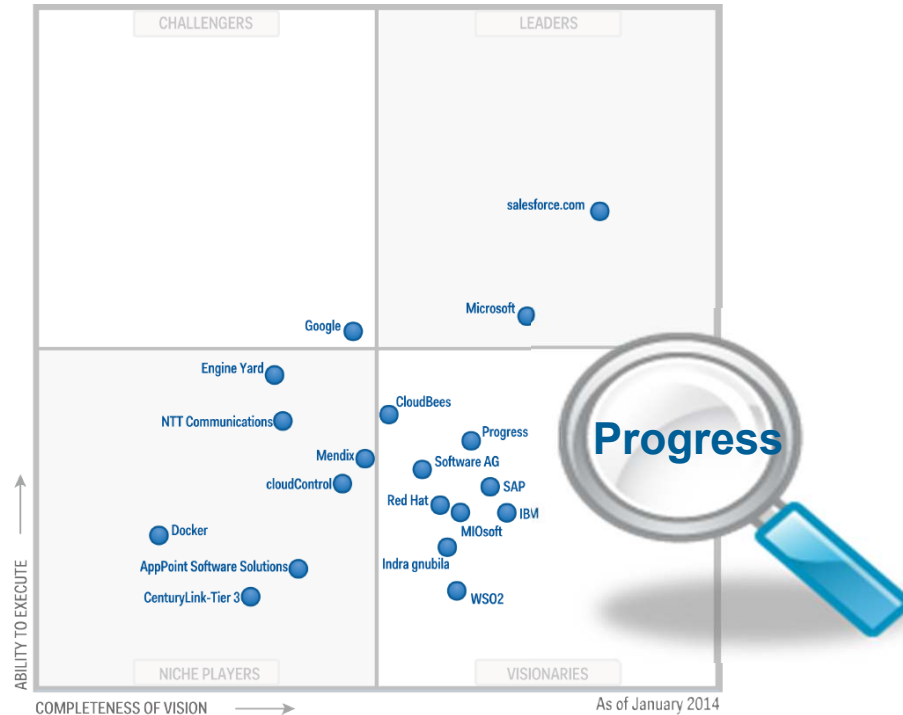 CHALLENGERS
LEADERS
salesforce.com
Microsoft
Google
Engine Yard
CloudBees
NTT Communications
Progress
Progress
Mendix
Software AG
cloudControl
SAP
Red Hat
IBM
MIOsoft
Docker
Indra gnubila
AppPoint Software Solutions
CenturyLink-Tier 3
WSO2
ABILITY TO EXECUTE
NICHE PLAYERS
VISIONARIES
COMPLETENESS OF VISION
As of January 2014